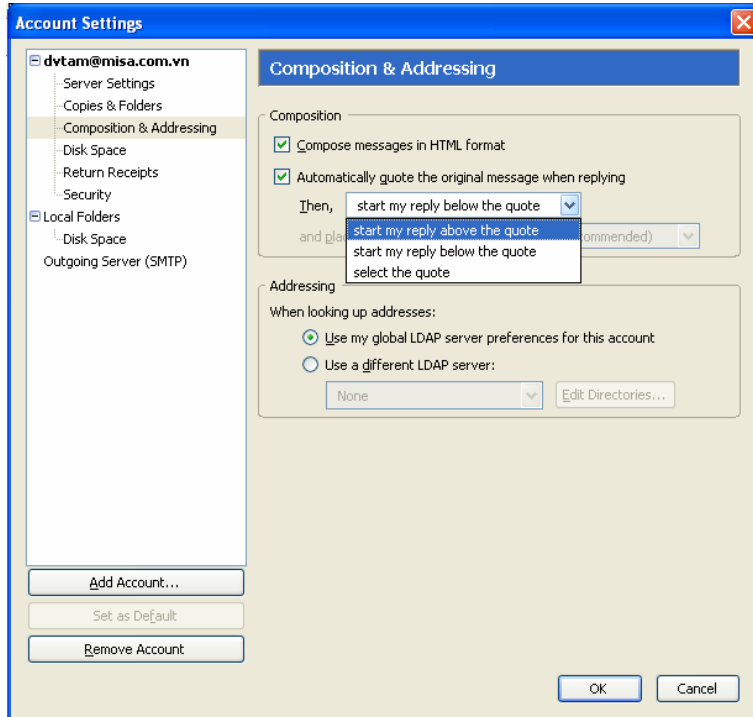 Account Settings
dvtam@misa.com.vn
Server Settings
Copies & Folders
Composition & Addressing
Disk Space
Return Receipts
Security
Local Folders
Disk Space
Outgoing Server (SMTP)
Add Account...
Set as Default
Remove Account
Composition & Addressing
Composition
Compose messages in HTML format
Automatically quote the original message when replying
Then, start my reply below the quote
start my reply above the quote
start my reply below the quote
select the quote
and
Addressing
When looking up addresses:
Use my global LDAP server preferences for this account
Use a different LDAP server:
None Edit Directories...
OK Cancel